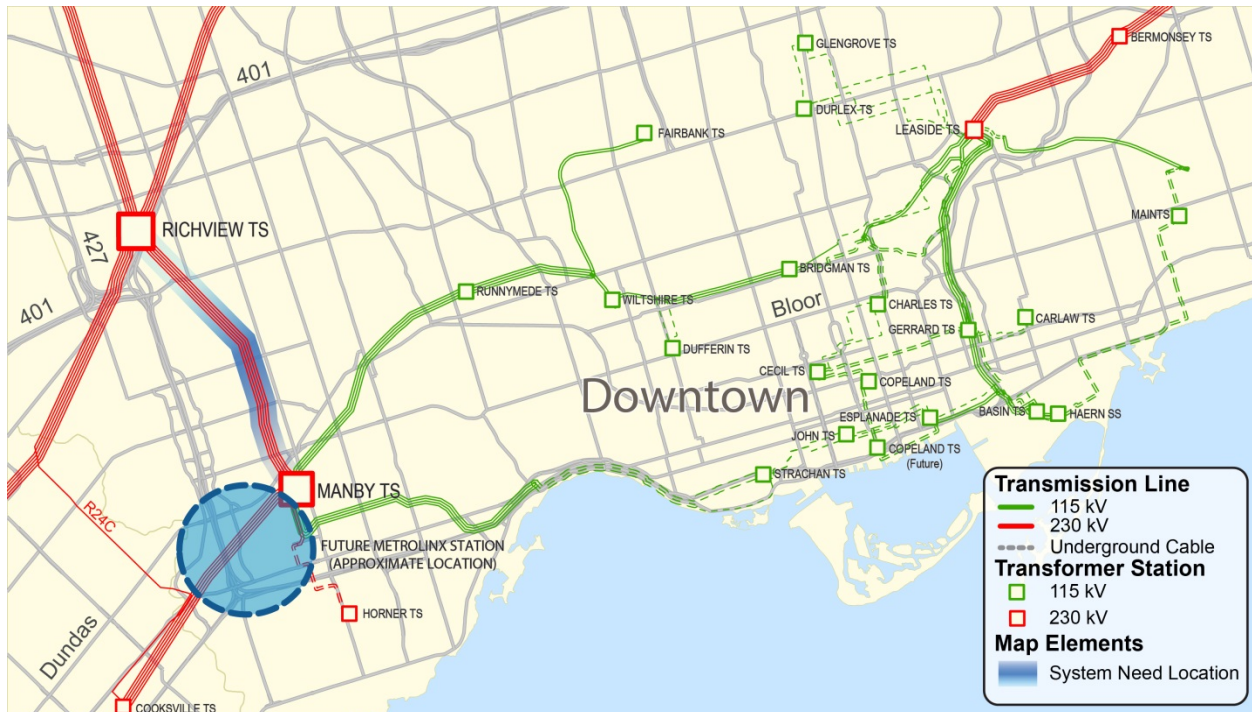 GLENGROVE TS
BERMONSEY TS
401
DURLEX TS
FAIRBANK TS
LEASIDE TS
RICHVIEW TS
MAINTS
427
BRIDGMAN TS
401
RUNNYMEDE TS
WILTSHIRE TS
Bloor
CHARLES TS
CARLAW TS
GERRARD TS
DUFFERIN TS
CECIL TS
COPELAND TS
Downtown
ESPLANADE TS
BASIN TS
HAERN SS
JOHN TS
COPELAND TS
(Future)
STRACHAN TS
MANBY TS
R24C
FUTURE METROLINX STATION
(APPROXIMATE LOCATION)
HORNER TS
Dundas
COOKSVILLE TS
Transmission Line
115 kV
230 kV
Underground Cable
Transformer Station
115 kV
230 kV
Map Elements
System Need Location